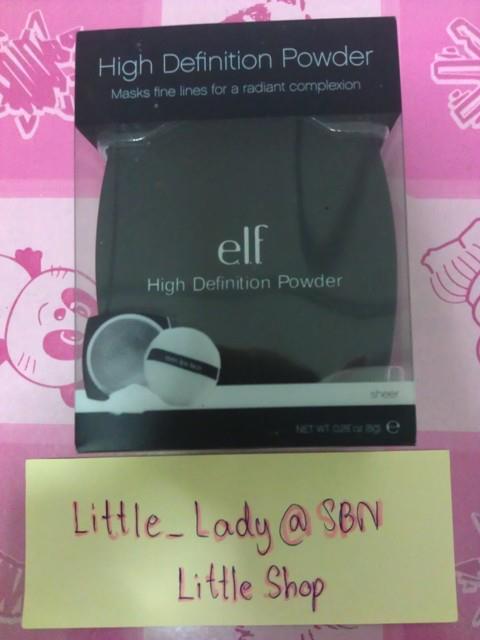 High Definition Powder
Masks fine lines for a radiant complexion
elf
High Definition Powder
sheer
NET WT. 0.28 oz (8g) e
Little_Lady @ SBN
Little Shop